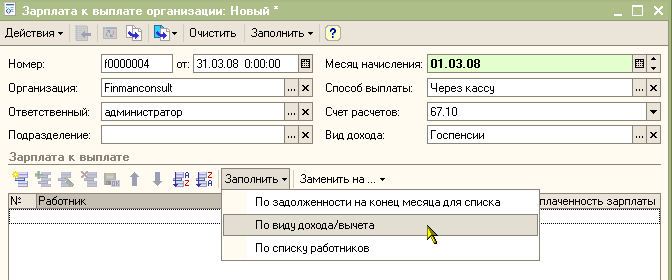 Зарплата к выплате организации: Новый *
Действия Очистить Заполнить ?
Номер: f0000004 от: 31.03.08 0:00:00 Месяц начисления: 01.03.08
Организация: Finmanconsult ... × Способ выплаты: Через кассу ... ×
Ответственный: администратор ... × Счет расчетов: 67.10
Подразделение: ... × Вид дохода: Госпенсии ... ×
Зарплата к выплате
Заполнить Заменить на ...
№ Работник плаченность зарплаты
По задолженности на конец месяца для списка
По виду дохода/вычета
По списку работников